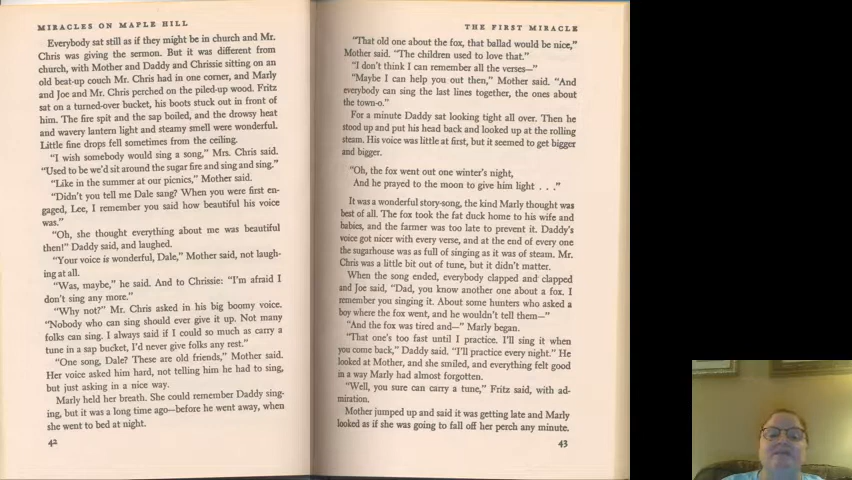 MIRACLES ON MAPLE HILL
Everybody sat still as if they might be in church and Mr.
Chris was giving the sermon. But it was different from
church, with Mother and Daddy and Chrissie sitting on an
old beat-up couch Mr. Chris had in one corner, and Marly
and Joe and Mr. Chris perched on the piled-up wood. Fritz
sat on a turned-over bucket, his boots stuck out in front of
him. The fire spit and the sap boiled, and the drowsy heat
and wavery lantern light and steamy smell were wonderful.
Little fine drops fell sometimes from the ceiling.
"I wish somebody would sing a song," Mrs. Chris said.
"Used to be we'd sit around the sugar fire and sing and sing."
"Like in the summer at our picnics," Mother said.
"Didn't you tell me Dale sang? When you were first en-
gaged, Lee, I remember you said how beautiful his voice
was."
"Oh, she thought everything about me was beautiful
then!" Daddy said, and laughed.
"Your voice is wonderful, Dale," Mother said, not laugh-
ing at all.
"Was, maybe," he said. And to Chrissie: "I'm afraid I
don't sing any more."
"Why not?" Mr. Chris asked in his big boomy voice.
"Nobody who can sing should ever give it up. Not many
folks can sing. I always said if I could so much as carry a
tune in a sap bucket, I'd never give folks any rest."
"One song, Dale? These are old friends," Mother said.
Her voice asked him hard, not telling him he had to sing,
but just asking in a nice way.
Marly held her breath. She could remember Daddy sing-
ing, but it was a long time ago—before he went away, when
she went to bed at night.
42
THE FIRST MIRACLE
"That old one about the fox, that ballad would be nice,"
Mother said. "The children used to love that."
"I don't think I can remember all the verses—"
"Maybe I can help you out then," Mother said. "And
everybody can sing the last lines together, the ones about
the town-o."
For a minute Daddy sat looking tight all over. Then he
stood up and put his head back and looked up at the rolling
steam. His voice was little at first, but it seemed to get bigger
and bigger.
"Oh, the fox went out one winter's night,
And he prayed to the moon to give him light . . ."
It was a wonderful story-song, the kind Marly thought was
best of all. The fox took the fat duck home to his wife and
babies, and the farmer was too late to prevent it. Daddy's
voice got nicer with every verse, and at the end of every one
the sugarhouse was as full of singing as it was of steam. Mr.
Chris was a little bit out of tune, but it didn't matter.
When the song ended, everybody clapped and clapped
and Joe said, "Dad, you know another one about a fox. I
remember you singing it. About some hunters who asked a
boy where the fox went, and he wouldn't tell them—"
"And the fox was tired and—" Marly began.
"That one's too fast until I practice. I'll sing it when
you come back," Daddy said. "I'll practice every night." He
looked at Mother, and she smiled, and everything felt good
in a way Marly had almost forgotten.
"Well, you sure can carry a tune," Fritz said, with ad-
miration.
Mother jumped up and said it was getting late and Marly
looked as if she was going to fall off her perch any minute.
43